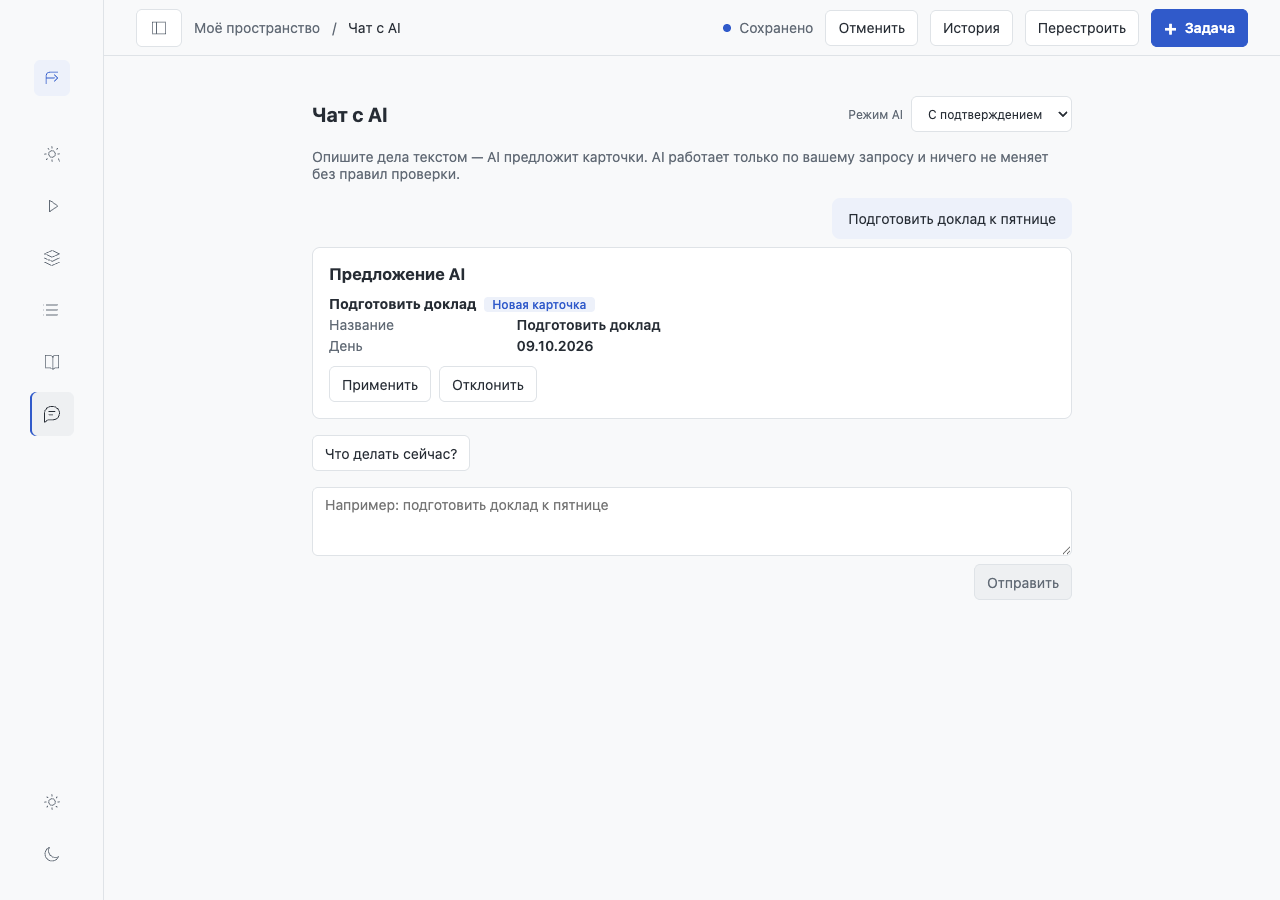 Моё пространство / Чат с AI
Сохранено
Отменить
История
Перестроить
+ Задача
Чат с AI
Режим AI
С подтверждением
Опишите дела текстом — AI предложит карточки. AI работает только по вашему запросу и ничего не меняет
без правил проверки.
Подготовить доклад к пятнице
Предложение AI
Подготовить доклад Новая карточка
Название Подготовить доклад
День 09.10.2026
Применить Отклонить
Что делать сейчас?
Например: подготовить доклад к пятнице
Отправить